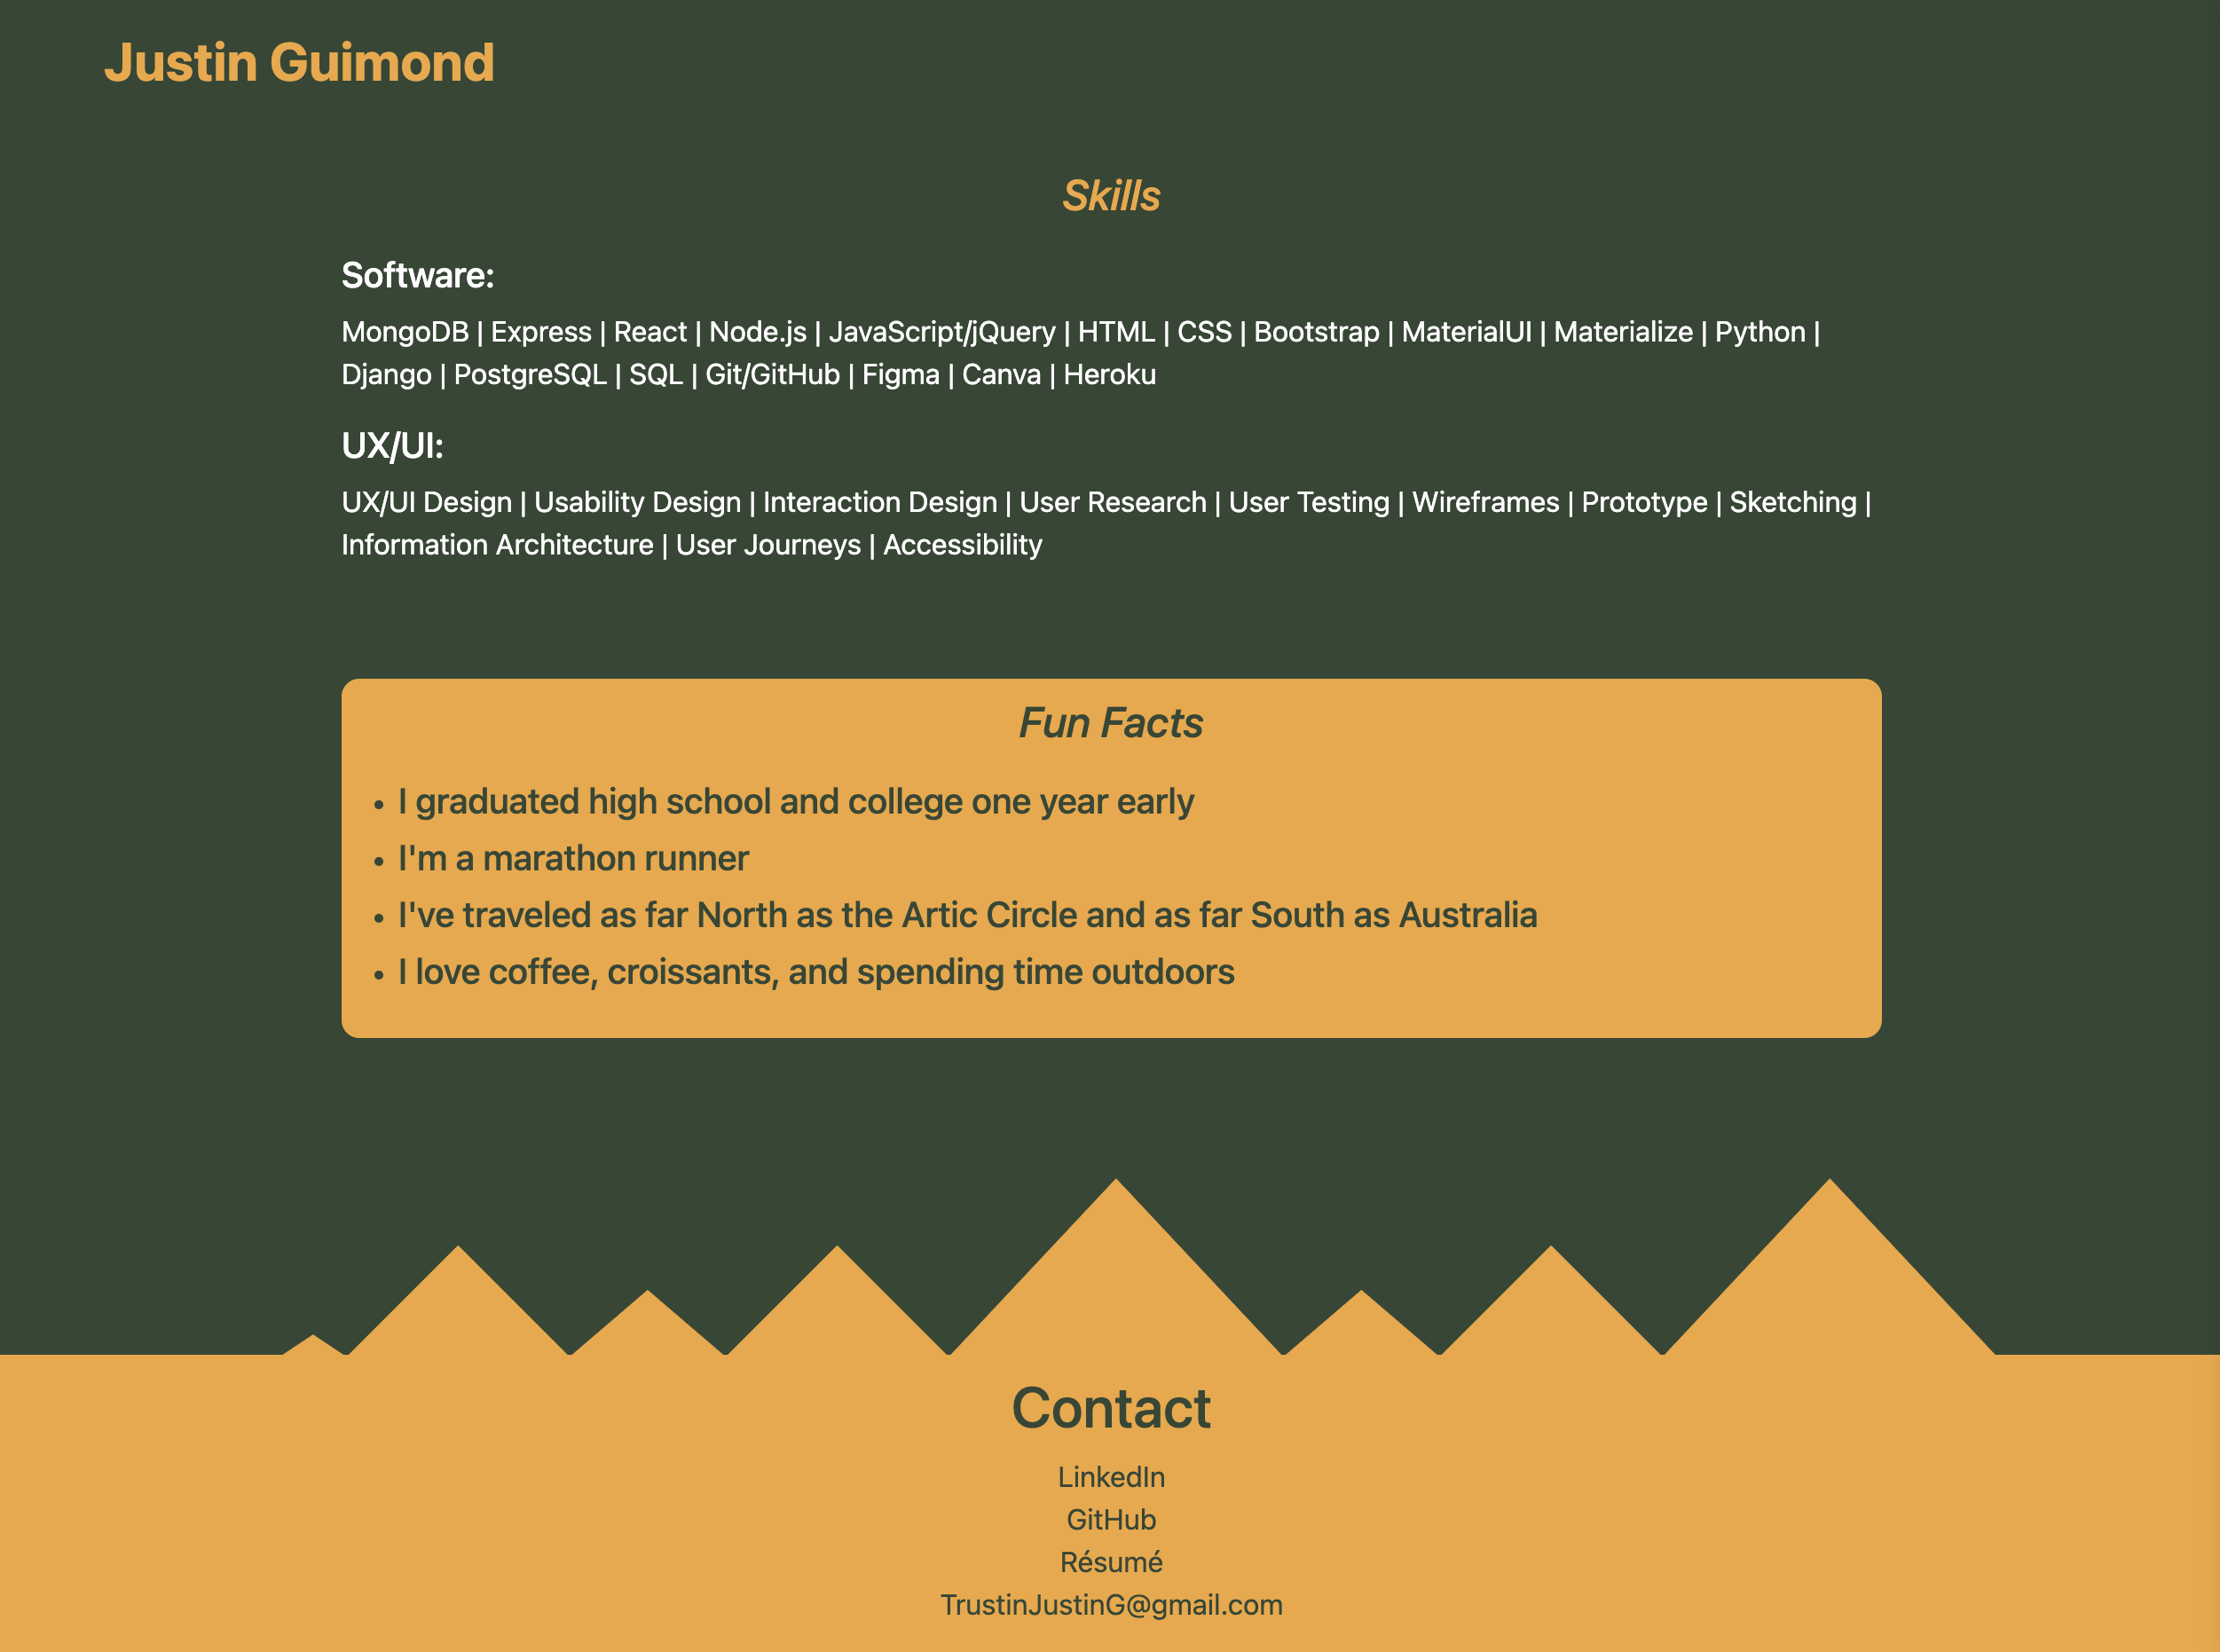 Justin Guimond
Skills
Software:
MongoDB | Express | React | Node.js | JavaScript/jQuery | HTML | CSS | Bootstrap | MaterialUI | Materialize | Python |
Django | PostgreSQL | SQL | Git/GitHub | Figma | Canva | Heroku
UX/UI:
UX/UI Design | Usability Design | Interaction Design | User Research | User Testing | Wireframes | Prototype | Sketching |
Information Architecture | User Journeys | Accessibility
Fun Facts
• I graduated high school and college one year early
• I'm a marathon runner
• I've traveled as far North as the Artic Circle and as far South as Australia
• I love coffee, croissants, and spending time outdoors
Contact
LinkedIn
GitHub
Résumé
TrustinJustinG@gmail.com